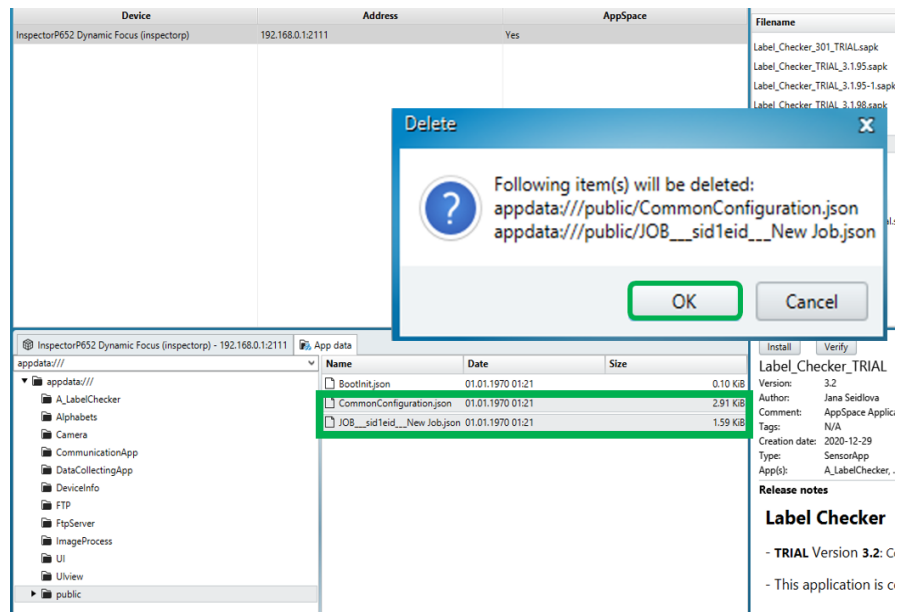 Device Address AppSpace
InspectorP652 Dynamic Focus (inspectorp) 192.168.0.1:2111 Yes
Filename
Label_Checker_301_TRIAL.sapk
Label_Checker_TRIAL_3.1.95.sapk
Label_Checker_TRIAL_3.1.95-1.sapk
Label_Checker_TRIAL_3.1.98.sapk
Delete
Following item(s) will be deleted:
appdata:///public/CommonConfiguration.json
appdata:///public/JOB___sid1eid___New Job.json
OK Cancel
InspectorP652 Dynamic Focus (inspectorp) - 192.168.0.1:2111 App data
appdata:///
appdata:///
A_LabelChecker
Alphabets
Camera
CommunicationApp
DataCollectingApp
DeviceInfo
FTP
FtpServer
ImageProcess
UI
UIview
public
Name Date Size
BootInit.json 01.01.1970 01:21 0.10 KiB
CommonConfiguration.json 01.01.1970 01:21 2.91 KiB
JOB___sid1eid___New Job.json 01.01.1970 01:21 1.59 KiB
Install Verify
Label_Checker_TRIAL
Version: 3.2
Author: Jana Seidlova
Comment: AppSpace Applica
Tags: N/A
Creation date: 2020-12-29
Type: SensorApp
App(s): A_LabelChecker, .
Release notes
Label Checker
- TRIAL Version 3.2: C
- This application is c